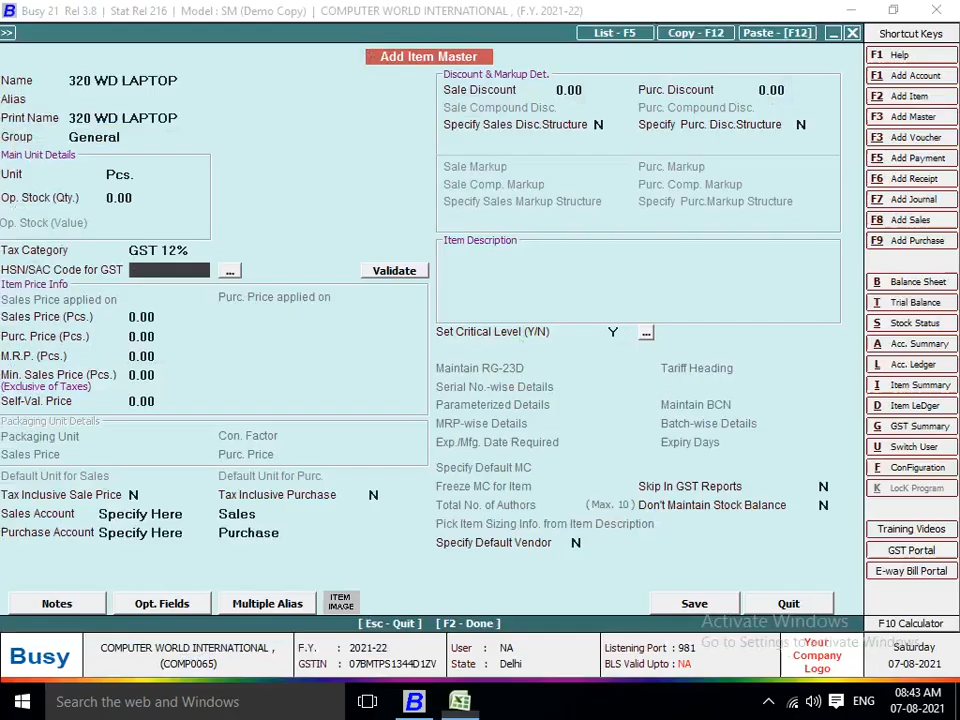 Busy 21 Rel 3.8 | Stat Rel 216 | Model : SM (Demo Copy) | COMPUTER WORLD INTERNATIONAL , (F.Y. 2021-22)
>> List - F5 Copy - F12 Paste - [F12]
Add Item Master
Name 320 WD LAPTOP
Alias
Print Name 320 WD LAPTOP
Group General
Main Unit Details
Unit Pcs.
Op. Stock (Qty.) 0.00
Op. Stock (Value)
Tax Category GST 12%
HSN/SAC Code for GST ... Validate
Item Price Info
Sales Price applied on Purc. Price applied on
Sales Price (Pcs.) 0.00
Purc. Price (Pcs.) 0.00
M.R.P. (Pcs.) 0.00
Min. Sales Price (Pcs.) 0.00
(Exclusive of Taxes)
Self-Val. Price 0.00
Packaging Unit Details
Packaging Unit Con. Factor
Sales Price Purc. Price
Default Unit for Sales Default Unit for Purc.
Tax Inclusive Sale Price N Tax Inclusive Purchase N
Sales Account Specify Here Sales
Purchase Account Specify Here Purchase
Discount & Markup Det.
Sale Discount 0.00 Purc. Discount 0.00
Sale Compound Disc. Purc. Compound Disc.
Specify Sales Disc.Structure N Specify Purc. Disc.Structure N
Sale Markup Purc. Markup
Sale Comp. Markup Purc. Comp. Markup
Specify Sales Markup Structure Specify Purc.Markup Structure
Item Description
Set Critical Level (Y/N) Y ...
Maintain RG-23D Tariff Heading
Serial No.-wise Details
Parameterized Details Maintain BCN
MRP-wise Details Batch-wise Details
Exp./Mfg. Date Required Expiry Days
Specify Default MC
Freeze MC for Item Skip In GST Reports N
Total No. of Authors (Max. 10) Don't Maintain Stock Balance N
Pick Item Sizing Info. from Item Description
Specify Default Vendor N
Notes Opt. Fields Multiple Alias ITEM IMAGE Save Quit
[ Esc - Quit ] [ F2 - Done ]
Shortcut Keys
F1 Help
F1 Add Account
F2 Add Item
F3 Add Master
F3 Add Voucher
F5 Add Payment
F6 Add Receipt
F7 Add Journal
F8 Add Sales
F9 Add Purchase
B Balance Sheet
T Trial Balance
S Stock Status
A Acc. Summary
L Acc. Ledger
I Item Summary
D Item LeDger
G GST Summary
U Switch User
F ConFiguration
K LocK Program
Training Videos
GST Portal
E-way Bill Portal
F10 Calculator
Activate Windows
Go to Settings to activate Windows.
Busy
COMPUTER WORLD INTERNATIONAL ,
(COMP0065)
F.Y. : 2021-22
GSTIN : 07BMTPS1344D1ZV
User : NA
State : Delhi
Listening Port : 981
BLS Valid Upto : NA
Your
Company
Logo
Saturday
07-08-2021
Search the web and Windows
B
ENG
08:43 AM
07-08-2021